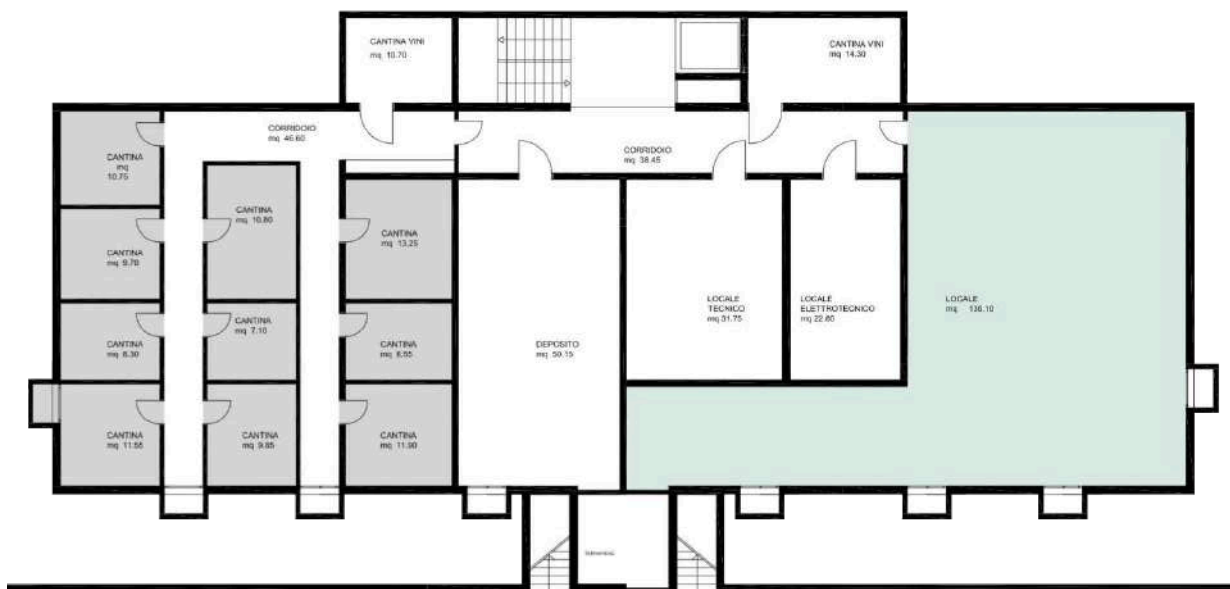 CANTINA VINI
mq 10.70
CANTINA VINI
mq 14.30
CORRIDOIO
mq 46.60
CORRIDOIO
mq 38.45
CANTINA
mq
10.75
CANTINA
mq 10.80
CANTINA
mq 13.25
CANTINA
mq 9.70
LOCALE
TECNICO
mq 31.75
LOCALE
ELETTROTECNICO
mq 22.80
LOCALE
mq 136.10
CANTINA
mq 7.10
CANTINA
mq 8.30
CANTINA
mq 8.55
DEPOSITO
mq 50.15
CANTINA
mq 11.55
CANTINA
mq 9.85
CANTINA
mq 11.90